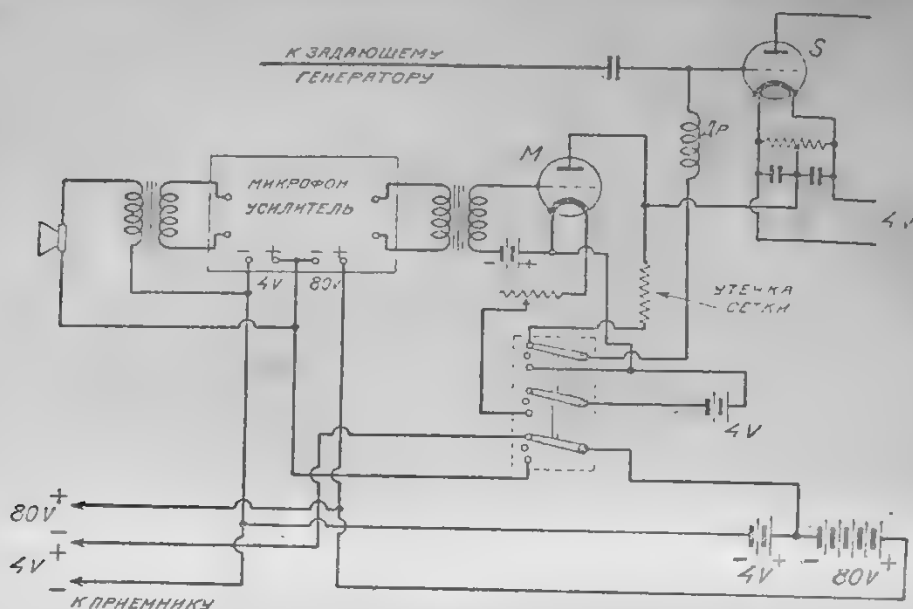 К ЗАДАЮЩЕМУ
ГЕНЕРАТОРУ
S
Др
M
МИКРОФОН
УСИЛИТЕЛЬ
- + - +
4V 80V
- +
4V
УТЕЧКА
СЕТКИ
4V
80V +
-
4V +
-
- 4V + - 80V +
К ПРИЕМНИКУ